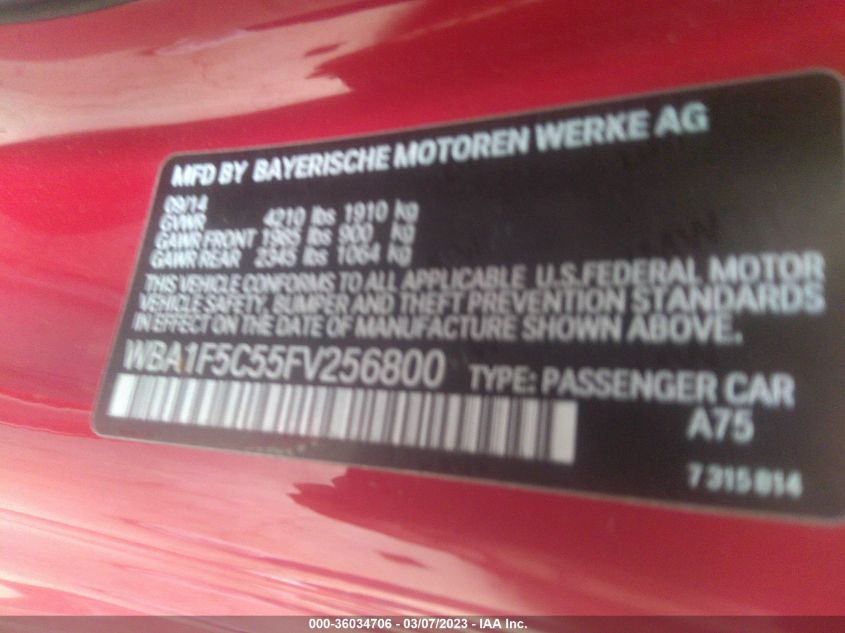 MFD BY BAYERISCHE MOTOREN WERKE AG
09/14
GVWR 4210 lbs 1910 kg
GAWR FRONT 1985 lbs 900 kg
GAWR REAR 2345 lbs 1064 kg
THIS VEHICLE CONFORMS TO ALL APPLICABLE U.S.FEDERAL MOTOR
VEHICLE SAFETY, BUMPER AND THEFT PREVENTION STANDARDS
IN EFFECT ON THE DATE OF MANUFACTURE SHOWN ABOVE.
WBA1F5C55FV256800 TYPE: PASSENGER CAR
A75
7 315 814
000-36034706 - 03/07/2023 - IAA Inc.